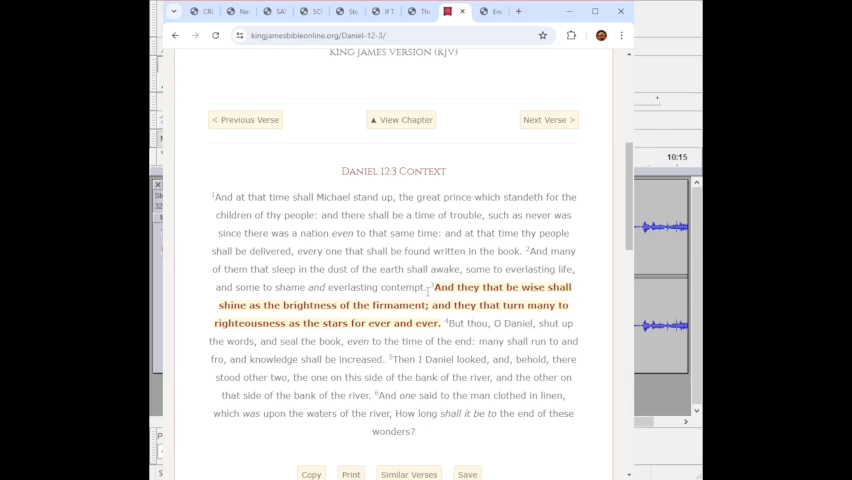 CRI
Ne
SAT
SCI
Sto
If T
The
En
kingjamesbibleonline.org/Daniel-12-3/
KING JAMES VERSION (KJV)
< Previous Verse
▲ View Chapter
Next Verse >
10:15
DANIEL 12:3 CONTEXT
1And at that time shall Michael stand up, the great prince which standeth for the
children of thy people: and there shall be a time of trouble, such as never was
since there was a nation even to that same time: and at that time thy people
shall be delivered, every one that shall be found written in the book. 2And many
of them that sleep in the dust of the earth shall awake, some to everlasting life,
and some to shame and everlasting contempt. 3And they that be wise shall
shine as the brightness of the firmament; and they that turn many to
righteousness as the stars for ever and ever. 4But thou, O Daniel, shut up
the words, and seal the book, even to the time of the end: many shall run to and
fro, and knowledge shall be increased. 5Then I Daniel looked, and, behold, there
stood other two, the one on this side of the bank of the river, and the other on
that side of the bank of the river. 6And one said to the man clothed in linen,
which was upon the waters of the river, How long shall it be to the end of these
wonders?
Copy
Print
Similar Verses
Save